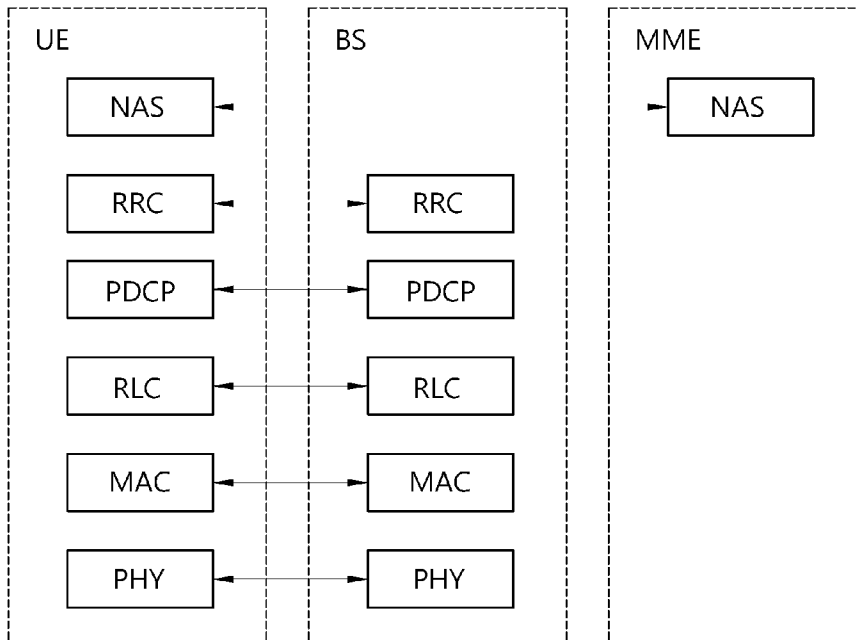 UE
BS
MME
NAS
NAS
RRC
RRC
PDCP
PDCP
RLC
RLC
MAC
MAC
PHY
PHY